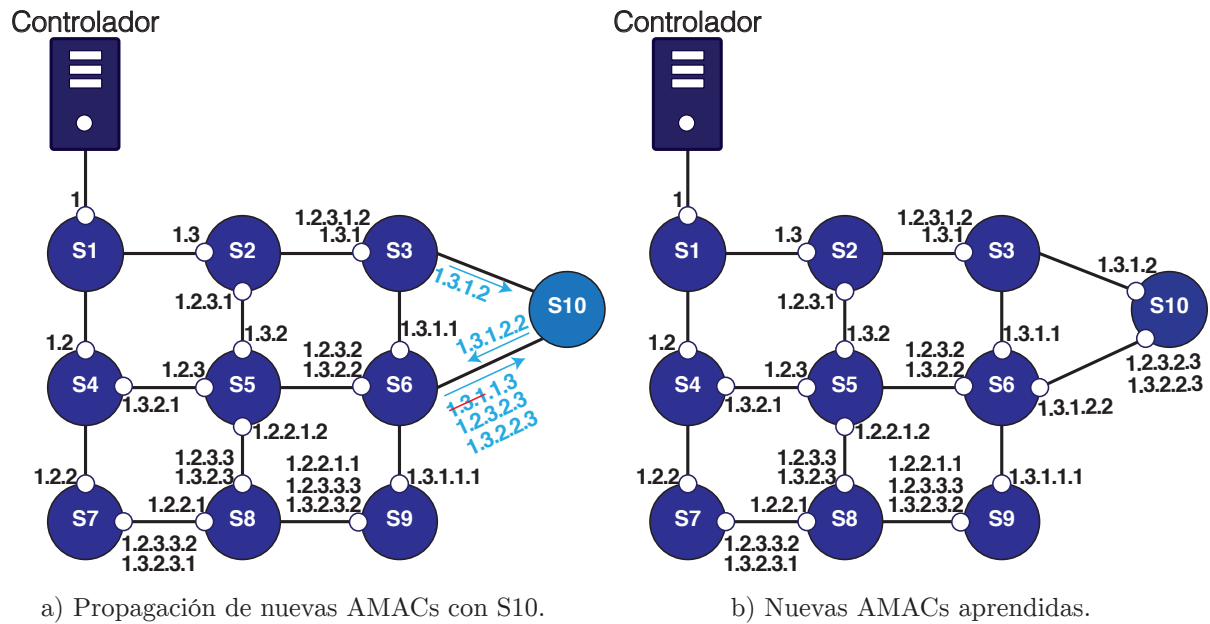 Controlador
1
1.2.3.1.2
1.3
1.3.1
S1
S2
S3
1.3.1.2
S10
1.2.3.1
1.3.1.2.2
1.3.1.1
1.3.2
1.2
1.2.3.2
1.2.3
1.3.2.2
S4
S5
S6
1.3.1.1.3
1.3.2.1
1.2.3.2.3
1.3.2.2.3
1.2.2.1.2
1.2.3.3
1.2.2.1.1
1.2.2
1.3.2.3
1.2.3.3.3
1.3.1.1.1
1.2.2.1
1.3.2.3.2
S7
S8
S9
1.2.3.3.2
1.3.2.3.1
a) Propagación de nuevas AMACs con S10.
Controlador
1
1.2.3.1.2
1.3
1.3.1
S1
S2
S3
1.3.1.2
S10
1.2.3.1
1.3.2
1.3.1.1
1.2
1.2.3.2
1.2.3.2.3
1.2.3
1.3.2.2
1.3.2.2.3
S4
S5
S6
1.3.2.1
1.3.1.2.2
1.2.2.1.2
1.2.3.3
1.2.2.1.1
1.2.2
1.3.2.3
1.2.3.3.3
1.3.1.1.1
1.2.2.1
1.3.2.3.2
S7
S8
S9
1.2.3.3.2
1.3.2.3.1
b) Nuevas AMACs aprendidas.